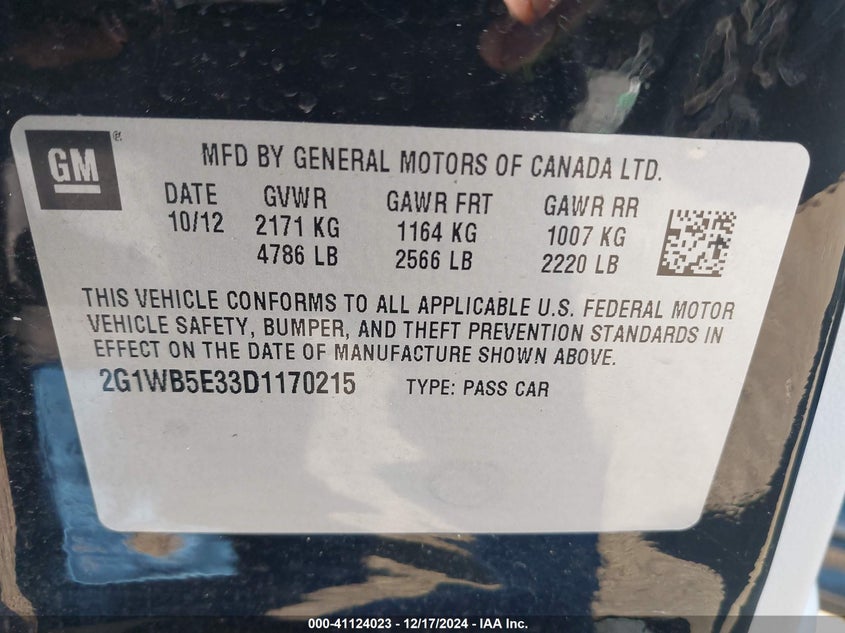 GM
MFD BY GENERAL MOTORS OF CANADA LTD.
DATE GVWR GAWR FRT GAWR RR
10/12 2171 KG 1164 KG 1007 KG
4786 LB 2566 LB 2220 LB
THIS VEHICLE CONFORMS TO ALL APPLICABLE U.S. FEDERAL MOTOR
VEHICLE SAFETY, BUMPER, AND THEFT PREVENTION STANDARDS IN
EFFECT ON THE DATE OF MANUFACTURE SHOWN ABOVE.
2G1WB5E33D1170215 TYPE: PASS CAR
000-41124023 - 12/17/2024 - IAA Inc.